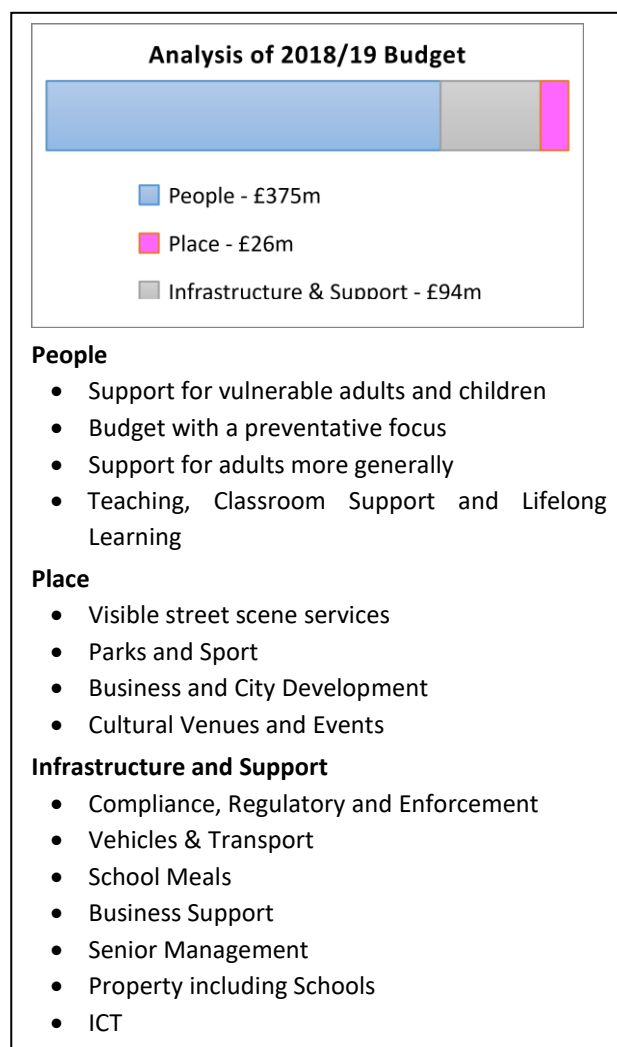 Analysis of 2018/19 Budget
People - £375m
Place - £26m
Infrastructure & Support - £94m
People
• Support for vulnerable adults and children
• Budget with a preventative focus
• Support for adults more generally
• Teaching, Classroom Support and Lifelong
Learning
Place
• Visible street scene services
• Parks and Sport
• Business and City Development
• Cultural Venues and Events
Infrastructure and Support
• Compliance, Regulatory and Enforcement
• Vehicles & Transport
• School Meals
• Business Support
• Senior Management
• Property including Schools
• ICT